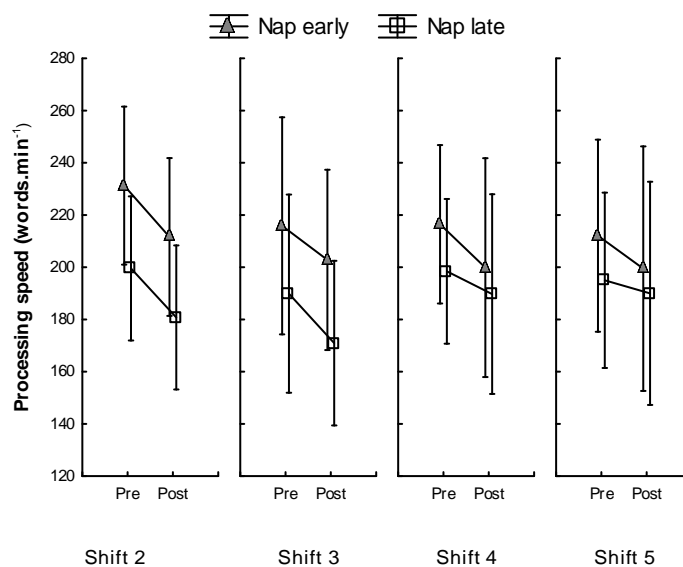 Nap early Nap late
Processing speed (words.min-1)
280
260
240
220
200
180
160
140
120
Pre Post Pre Post Pre Post Pre Post
Shift 2 Shift 3 Shift 4 Shift 5